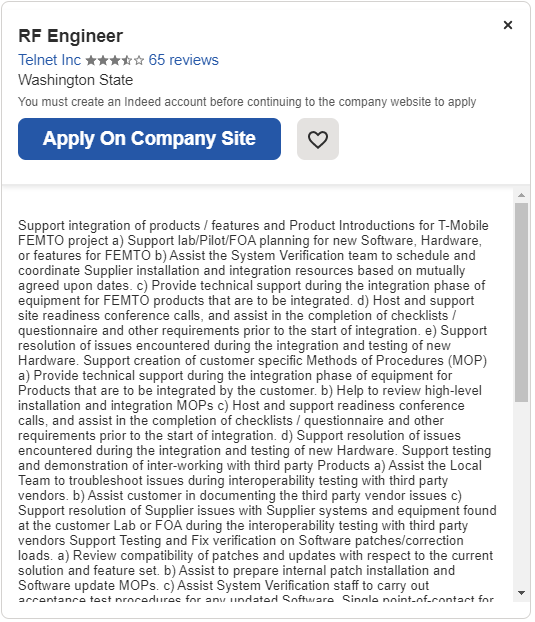 RF Engineer
Telnet Inc 65 reviews
Washington State
You must create an Indeed account before continuing to the company website to apply
Apply On Company Site
Support integration of products / features and Product Introductions for T-Mobile
FEMTO project a) Support lab/Pilot/FOA planning for new Software, Hardware,
or features for FEMTO b) Assist the System Verification team to schedule and
coordinate Supplier installation and integration resources based on mutually
agreed upon dates. c) Provide technical support during the integration phase of
equipment for FEMTO products that are to be integrated. d) Host and support
site readiness conference calls, and assist in the completion of checklists /
questionnaire and other requirements prior to the start of integration. e) Support
resolution of issues encountered during the integration and testing of new
Hardware. Support creation of customer specific Methods of Procedures (MOP)
a) Provide technical support during the integration phase of equipment for
Products that are to be integrated by the customer. b) Help to review high-level
installation and integration MOPs c) Host and support readiness conference
calls, and assist in the completion of checklists / questionnaire and other
requirements prior to the start of integration. d) Support resolution of issues
encountered during the integration and testing of new Hardware. Support testing
and demonstration of inter-working with third party Products a) Assist the Local
Team to troubleshoot issues during interoperability testing with third party
vendors. b) Assist customer in documenting the third party vendor issues c)
Support resolution of Supplier issues with Supplier systems and equipment found
at the customer Lab or FOA during the interoperability testing with third party
vendors Support Testing and Fix verification on Software patches/correction
loads. a) Review compatibility of patches and updates with respect to the current
solution and feature set. b) Assist to prepare internal patch installation and
Software update MOPs. c) Assist System Verification staff to carry out
acceptance test procedures for any updated Software. Single point-of-contact for